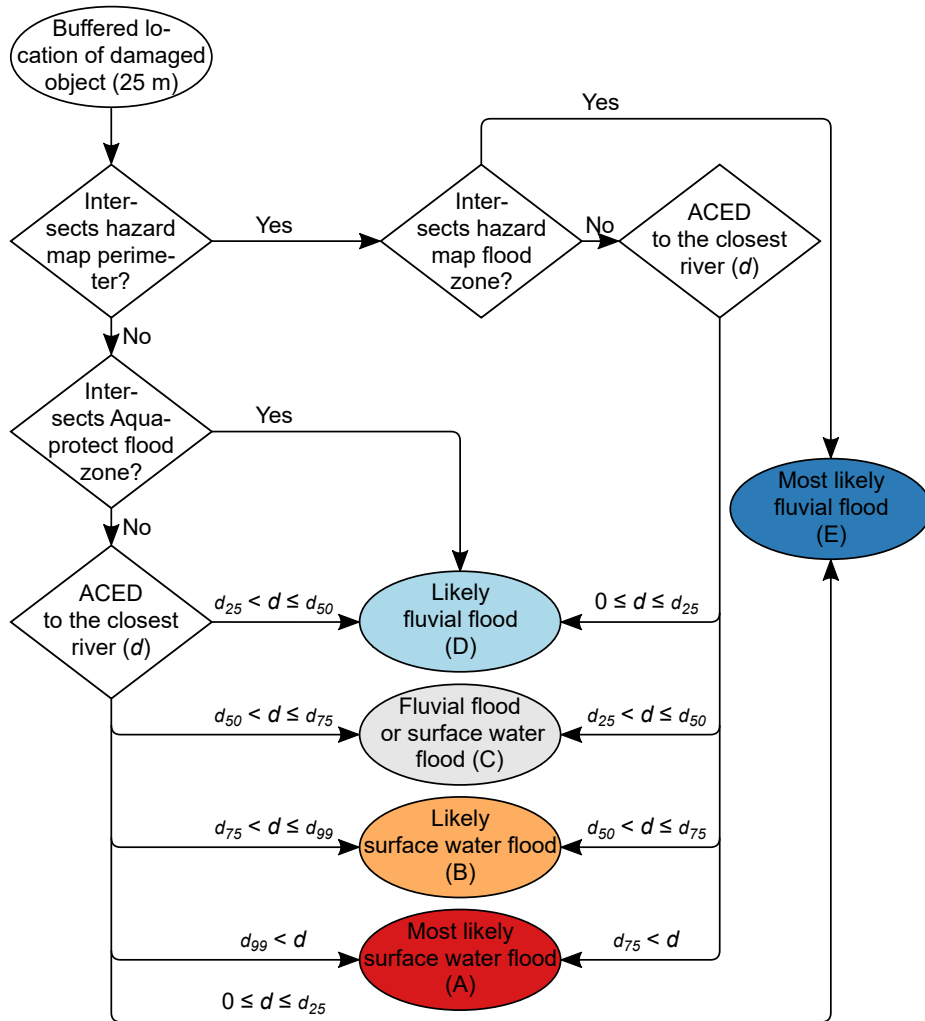 Buffered lo-
cation of damaged
object (25 m)
Yes
Inter-
sects hazard
map perime-
ter?
Yes
Inter-
sects hazard
map flood
zone?
No
ACED
to the closest
river (d)
No
Inter-
sects Aqua-
protect flood
zone?
Yes
Most likely
fluvial flood
(E)
No
ACED
to the closest
river (d)
d25 < d ≤ d50
Likely
fluvial flood
(D)
0 ≤ d ≤ d25
d50 < d ≤ d75
Fluvial flood
or surface water
flood (C)
d25 < d ≤ d50
d75 < d ≤ d99
Likely
surface water flood
(B)
d50 < d ≤ d75
d99 < d
Most likely
surface water flood
(A)
d75 < d
0 ≤ d ≤ d25